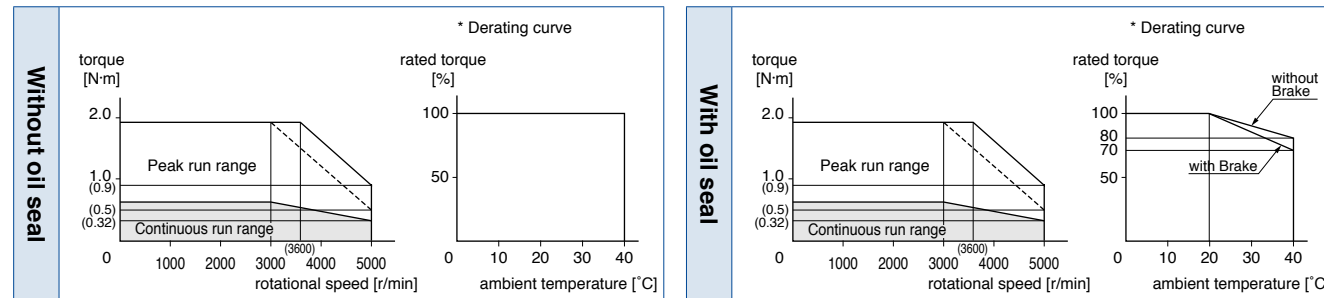 Without oil seal
torque
[N·m]
2.0
1.0
(0.9)
(0.5)
(0.32)
0
Peak run range
Continuous run range
(3600)
1000 2000 3000 4000 5000
rotational speed [r/min]
* Derating curve
rated torque
[%]
100
50
0 10 20 30 40
ambient temperature [˚C]
With oil seal
torque
[N·m]
2.0
1.0
(0.9)
(0.5)
(0.32)
0
Peak run range
Continuous run range
(3600)
1000 2000 3000 4000 5000
rotational speed [r/min]
* Derating curve
rated torque
[%]
without
Brake
100
80
70
50
with Brake
0 10 20 30 40
ambient temperature [˚C]